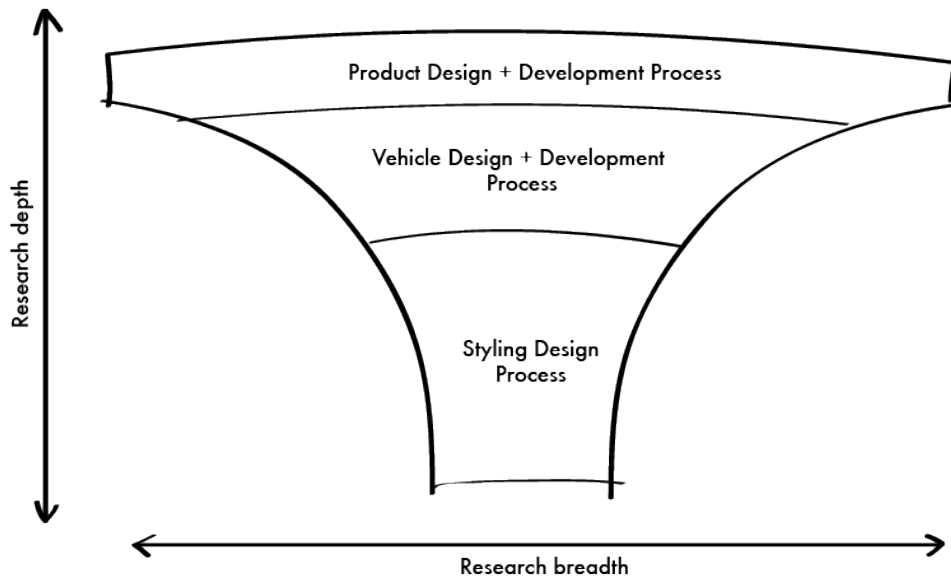 Product Design + Development Process
Vehicle Design + Development
Process
Research depth
Styling Design
Process
Research breadth